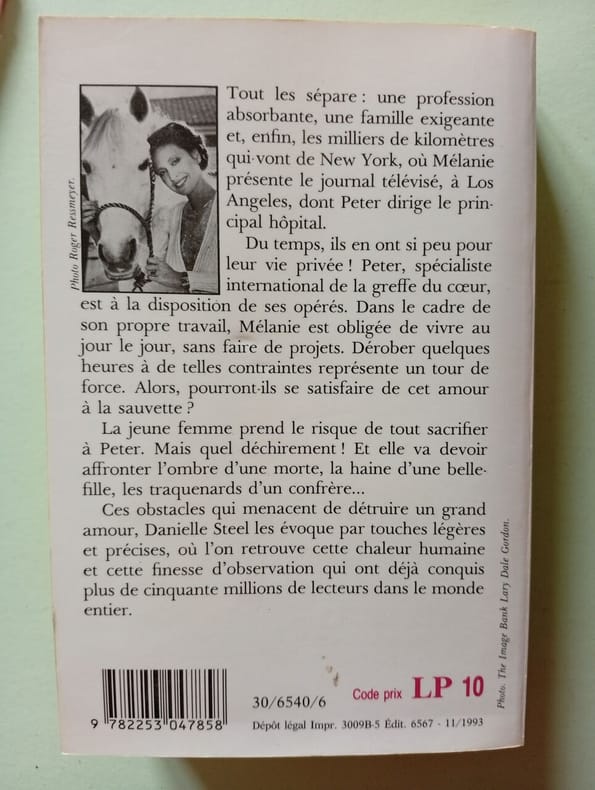 Tout les sépare : une profession
absorbante, une famille exigeante
et, enfin, les milliers de kilomètres
qui vont de New York, où Mélanie
présente le journal télévisé, à Los
Angeles, dont Peter dirige le prin-
cipal hôpital.
Du temps, ils en ont si peu pour
leur vie privée ! Peter, spécialiste
international de la greffe du cœur,
est à la disposition de ses opérés. Dans le cadre de
son propre travail, Mélanie est obligée de vivre au
jour le jour, sans faire de projets. Dérober quelques
heures à de telles contraintes représente un tour de
force. Alors, pourront-ils se satisfaire de cet amour
à la sauvette ?
La jeune femme prend le risque de tout sacrifier
à Peter. Mais quel déchirement ! Et elle va devoir
affronter l'ombre d'une morte, la haine d'une belle-
fille, les traquenards d'un confrère...
Ces obstacles qui menacent de détruire un grand
amour, Danielle Steel les évoque par touches légères
et précises, où l'on retrouve cette chaleur humaine
et cette finesse d'observation qui ont déjà conquis
plus de cinquante millions de lecteurs dans le monde
entier.
Photo Roger Ressmeyer.
Photo. The Image Bank Lary Dale Gordon.
30/6540/6
Code prix LP 10
9 782253 047858
Dépôt légal Impr. 3009B-5 Édit. 6567 - 11/1993